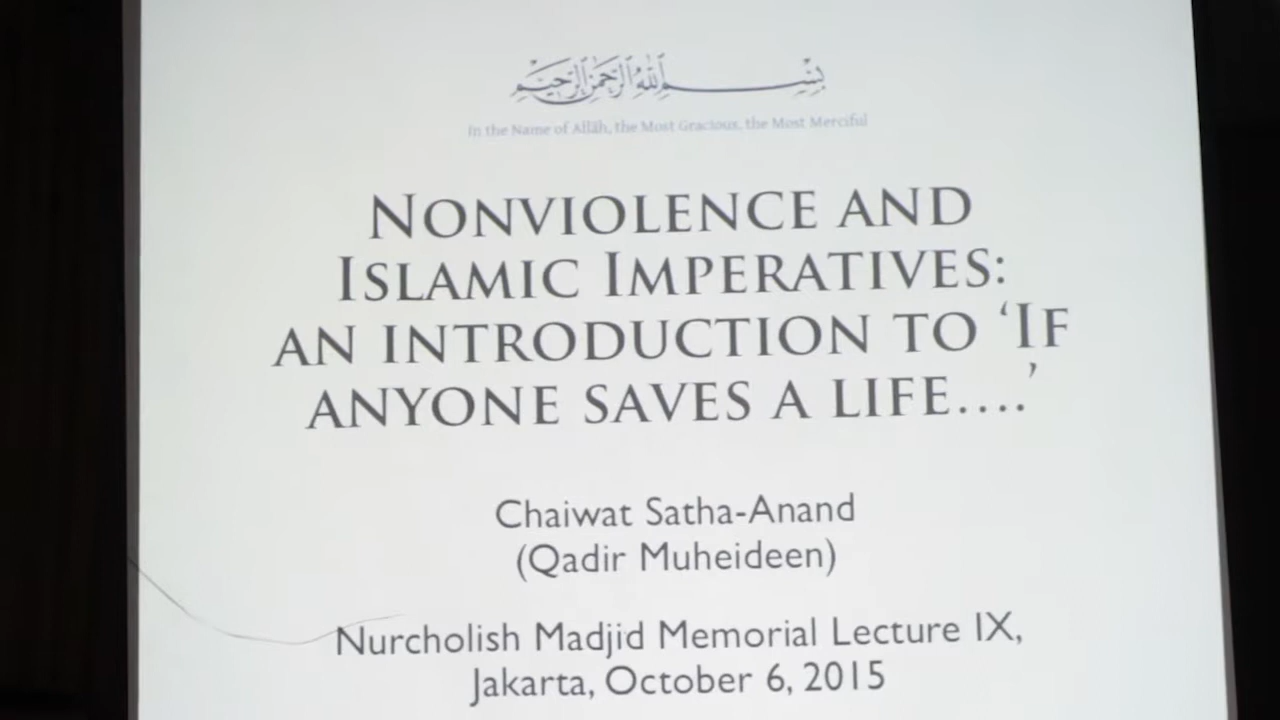 بِسْمِ اللَّهِ الرَّحْمَٰنِ الرَّحِيمِ
In the Name of Allāh, the Most Gracious, the Most Merciful
NONVIOLENCE AND
ISLAMIC IMPERATIVES:
AN INTRODUCTION TO ‘IF
ANYONE SAVES A LIFE....’
Chaiwat Satha-Anand
(Qadir Muheideen)
Nurcholish Madjid Memorial Lecture IX,
Jakarta, October 6, 2015